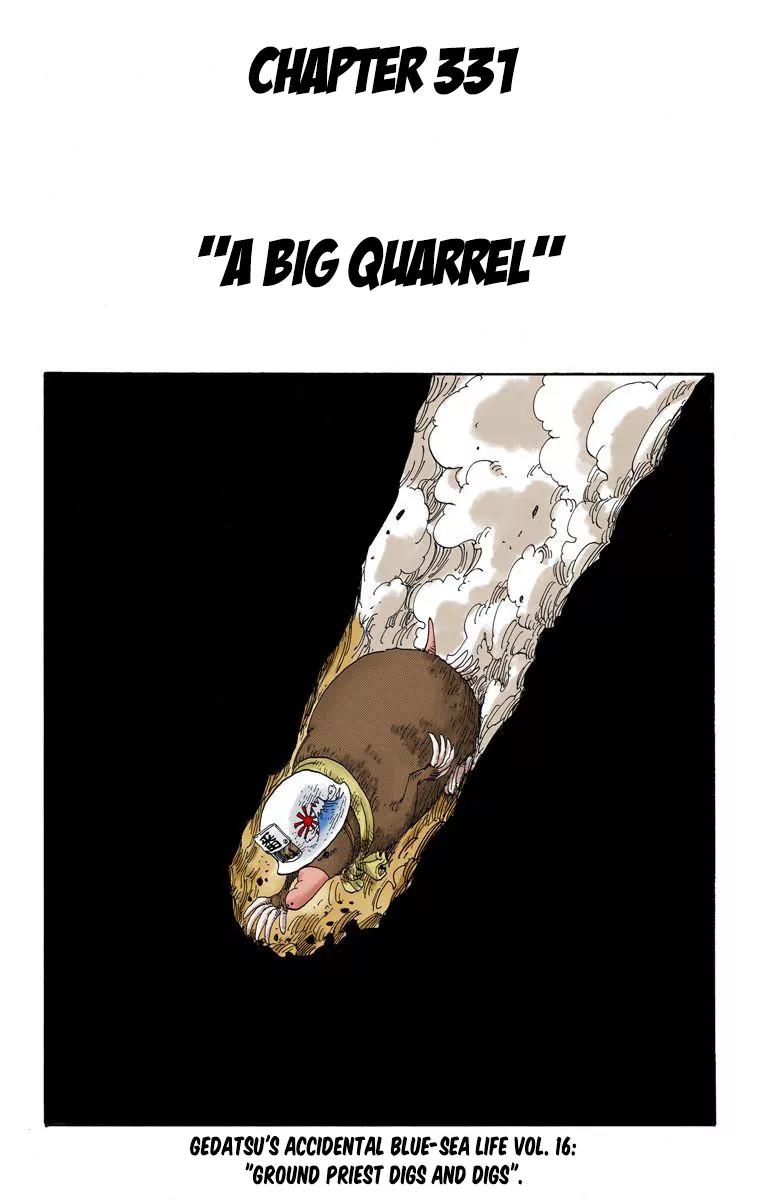 CHAPTER 331
"A BIG QUARREL"
GEDATSU'S ACCIDENTAL BLUE-SEA LIFE VOL. 16:
"GROUND PRIEST DIGS AND DIGS".